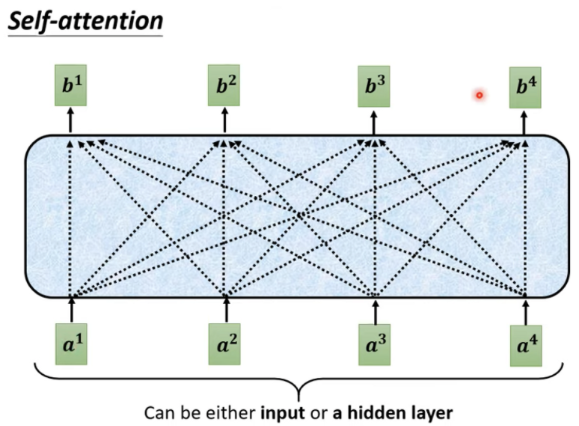 Self-attention
b¹ b² b³ b⁴
a¹ a² a³ a⁴
Can be either input or a hidden layer